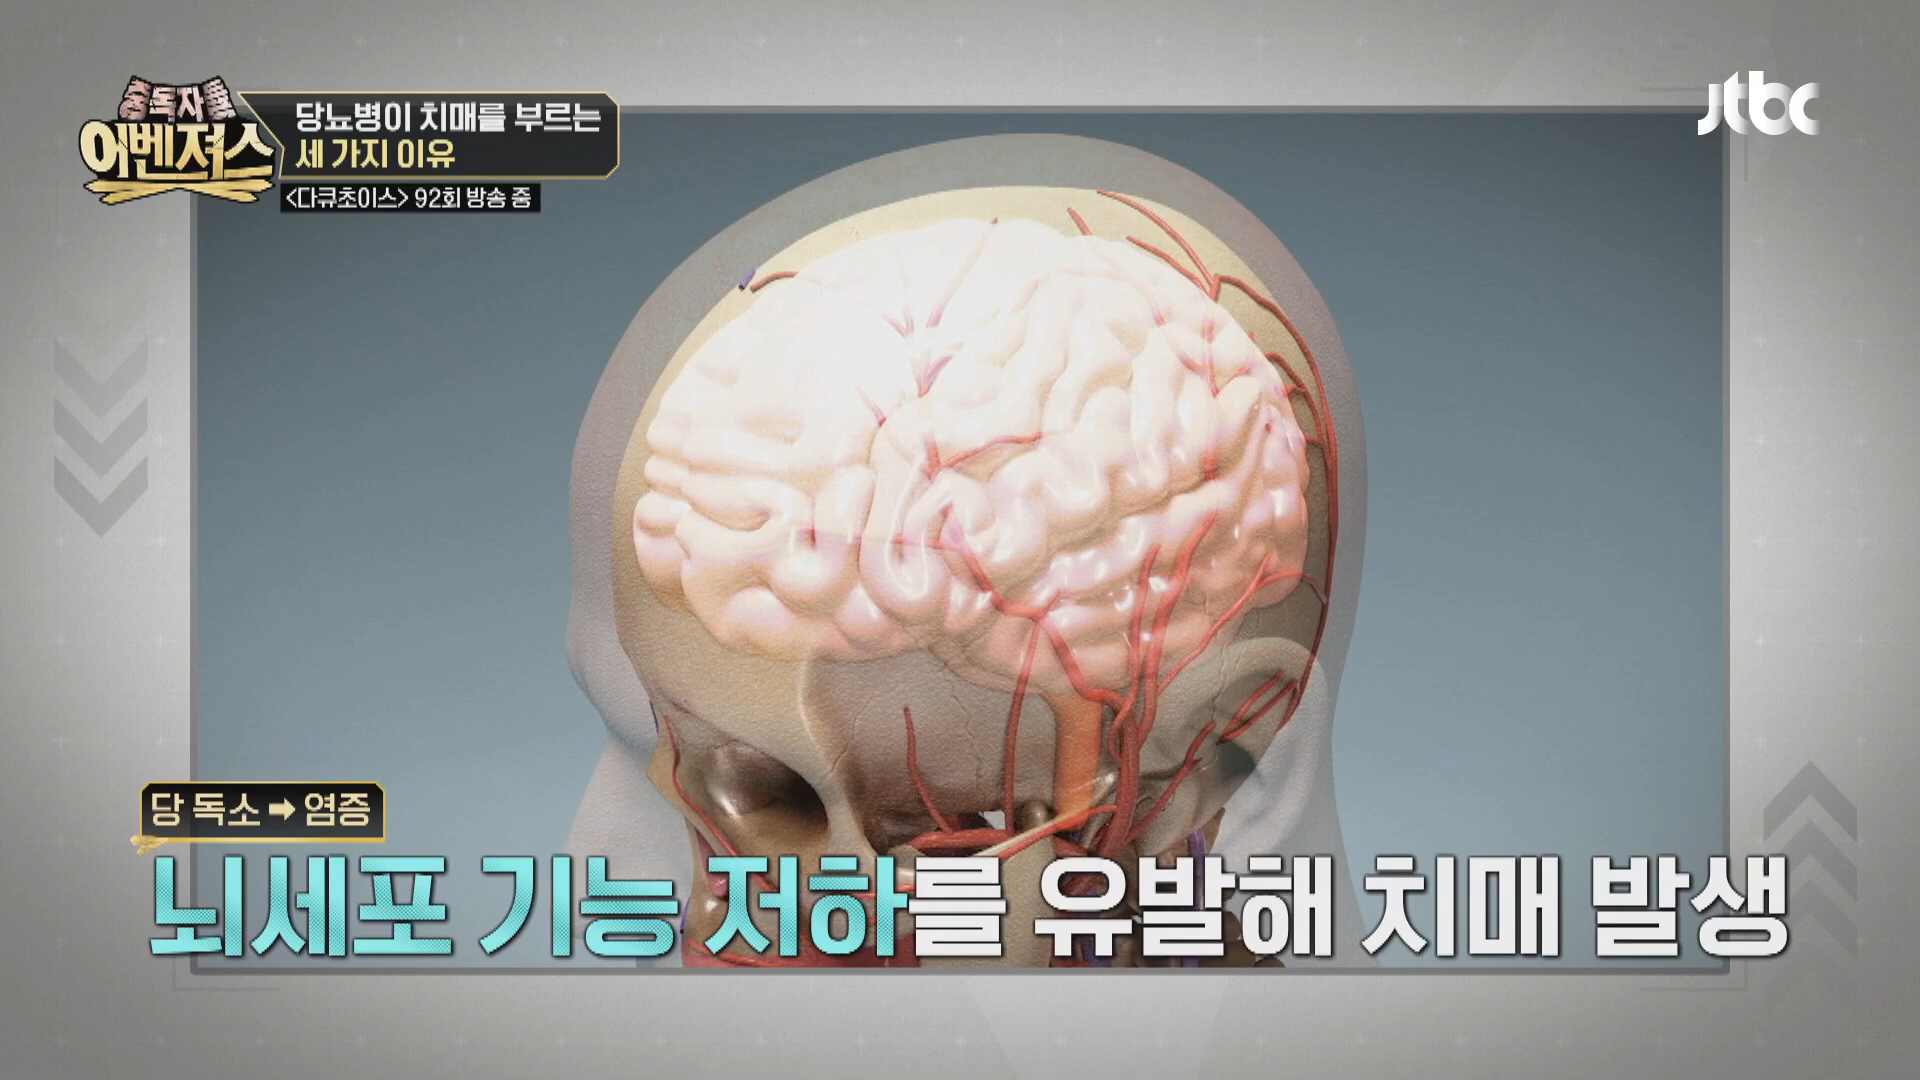 중독자들
어벤져스
당뇨병이 치매를 부르는
세 가지 이유
<다큐초이스> 92회 방송 중
jtbc
당 독소 ➡ 염증
뇌세포 기능 저하를 유발해 치매 발생